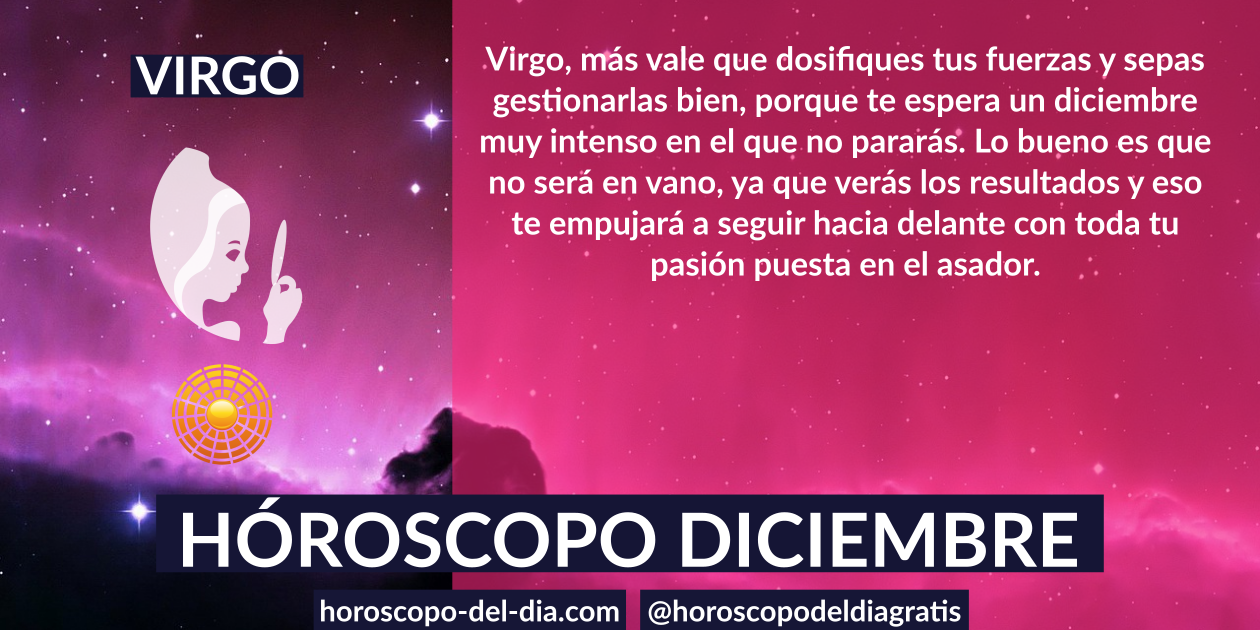 VIRGO
Virgo, más vale que dosifiques tus fuerzas y sepas
gestionarlas bien, porque te espera un diciembre
muy intenso en el que no pararás. Lo bueno es que
no será en vano, ya que verás los resultados y eso
te empujará a seguir hacia delante con toda tu
pasión puesta en el asador.
HÓROSCOPO DICIEMBRE
horoscopo-del-dia.com @horoscopodeldiagratis